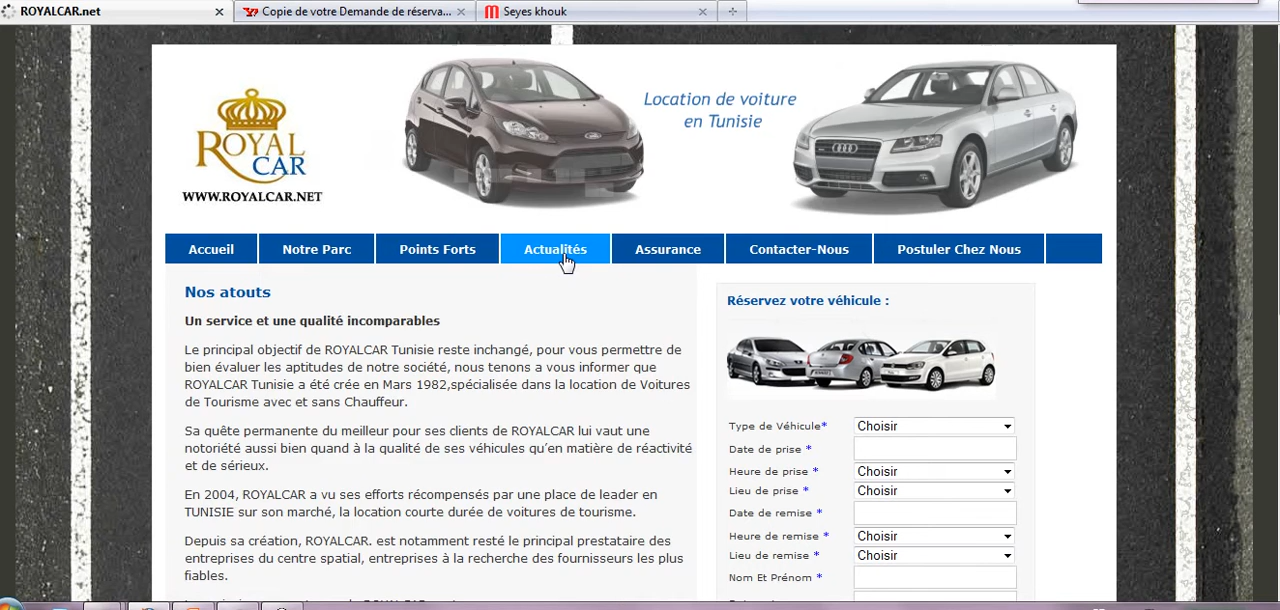 ROYALCAR.net
Copie de votre Demande de réserva...
Seyes khouk
ROYAL
CAR
WWW.ROYALCAR.NET
Location de voiture
en Tunisie
Accueil
Notre Parc
Points Forts
Actualités
Assurance
Contacter-Nous
Postuler Chez Nous
Nos atouts
Un service et une qualité incomparables
Le principal objectif de ROYALCAR Tunisie reste inchangé, pour vous permettre de
bien évaluer les aptitudes de notre société, nous tenons a vous informer que
ROYALCAR Tunisie a été crée en Mars 1982,spécialisée dans la location de Voitures
de Tourisme avec et sans Chauffeur.
Sa quête permanente du meilleur pour ses clients de ROYALCAR lui vaut une
notoriété aussi bien quand à la qualité de ses véhicules qu’en matière de réactivité
et de sérieux.
En 2004, ROYALCAR a vu ses efforts récompensés par une place de leader en
TUNISIE sur son marché, la location courte durée de voitures de tourisme.
Depuis sa création, ROYALCAR. est notamment resté le principal prestataire des
entreprises du centre spatial, entreprises à la recherche des fournisseurs les plus
fiables.
Réservez votre véhicule :
Type de Véhicule* Choisir
Date de prise *
Heure de prise * Choisir
Lieu de prise * Choisir
Date de remise *
Heure de remise * Choisir
Lieu de remise * Choisir
Nom Et Prénom *